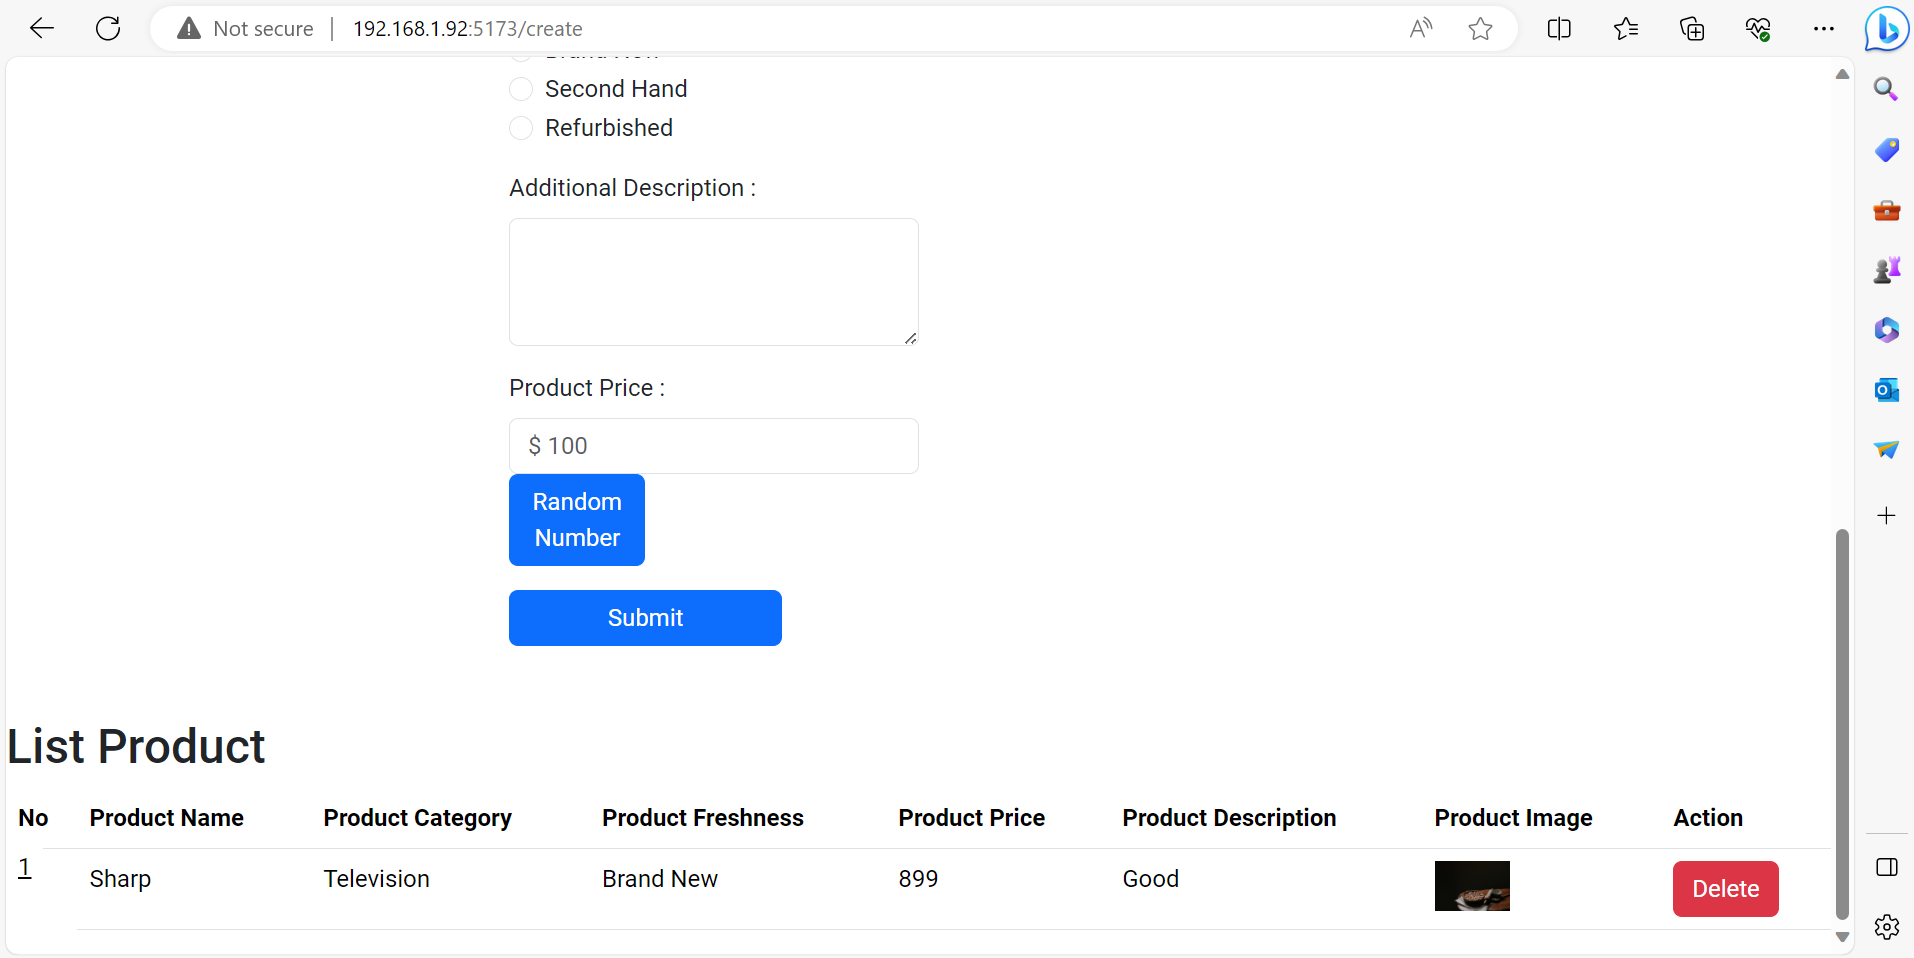 Not secure
192.168.1.92:5173/create
Second Hand
Refurbished
Additional Description :
Product Price :
$ 100
Random
Number
Submit
List Product
No Product Name Product Category Product Freshness Product Price Product Description Product Image Action
1 Sharp Television Brand New 899 Good Delete